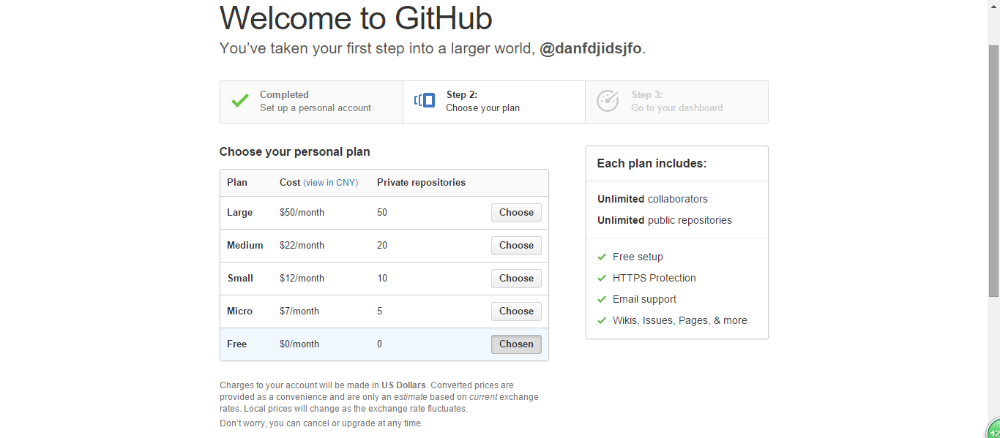 Welcome to GitHub
You’ve taken your first step into a larger world, @danfdjidsjfo.
Completed
Set up a personal account
Step 2:
Choose your plan
Step 3:
Go to your dashboard
Choose your personal plan
Plan Cost (view in CNY) Private repositories
Large $50/month 50 Choose
Medium $22/month 20 Choose
Small $12/month 10 Choose
Micro $7/month 5 Choose
Free $0/month 0 Chosen
Charges to your account will be made in US Dollars. Converted prices are
provided as a convenience and are only an estimate based on current exchange
rates. Local prices will change as the exchange rate fluctuates.
Don’t worry, you can cancel or upgrade at any time.
Each plan includes:
Unlimited collaborators
Unlimited public repositories
Free setup
HTTPS Protection
Email support
Wikis, Issues, Pages, & more